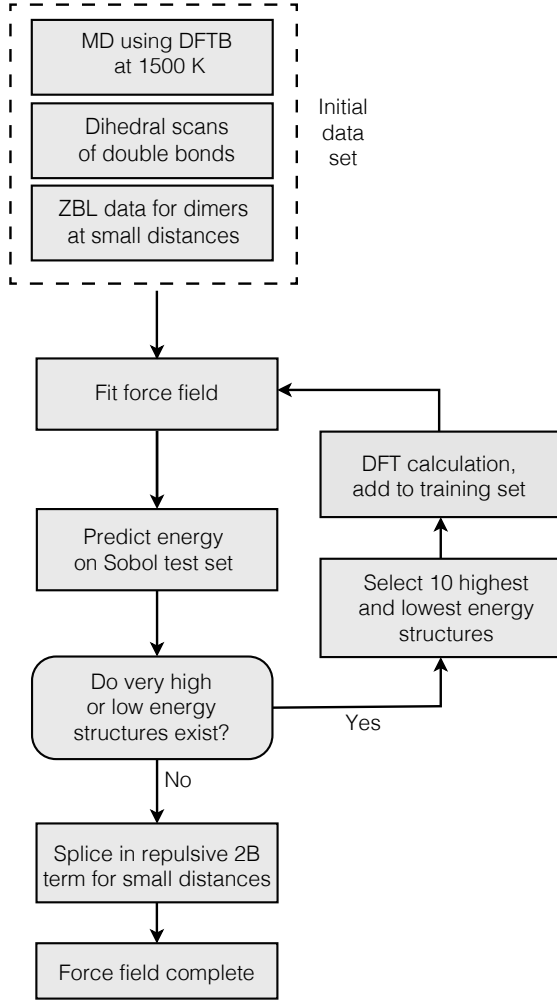 MD using DFTB
at 1500 K
Dihedral scans
of double bonds
ZBL data for dimers
at small distances
Initial
data
set
Fit force field
DFT calculation,
add to training set
Predict energy
on Sobol test set
Select 10 highest
and lowest energy
structures
Do very high
or low energy
structures exist?
Yes
No
Splice in repulsive 2B
term for small distances
Force field complete